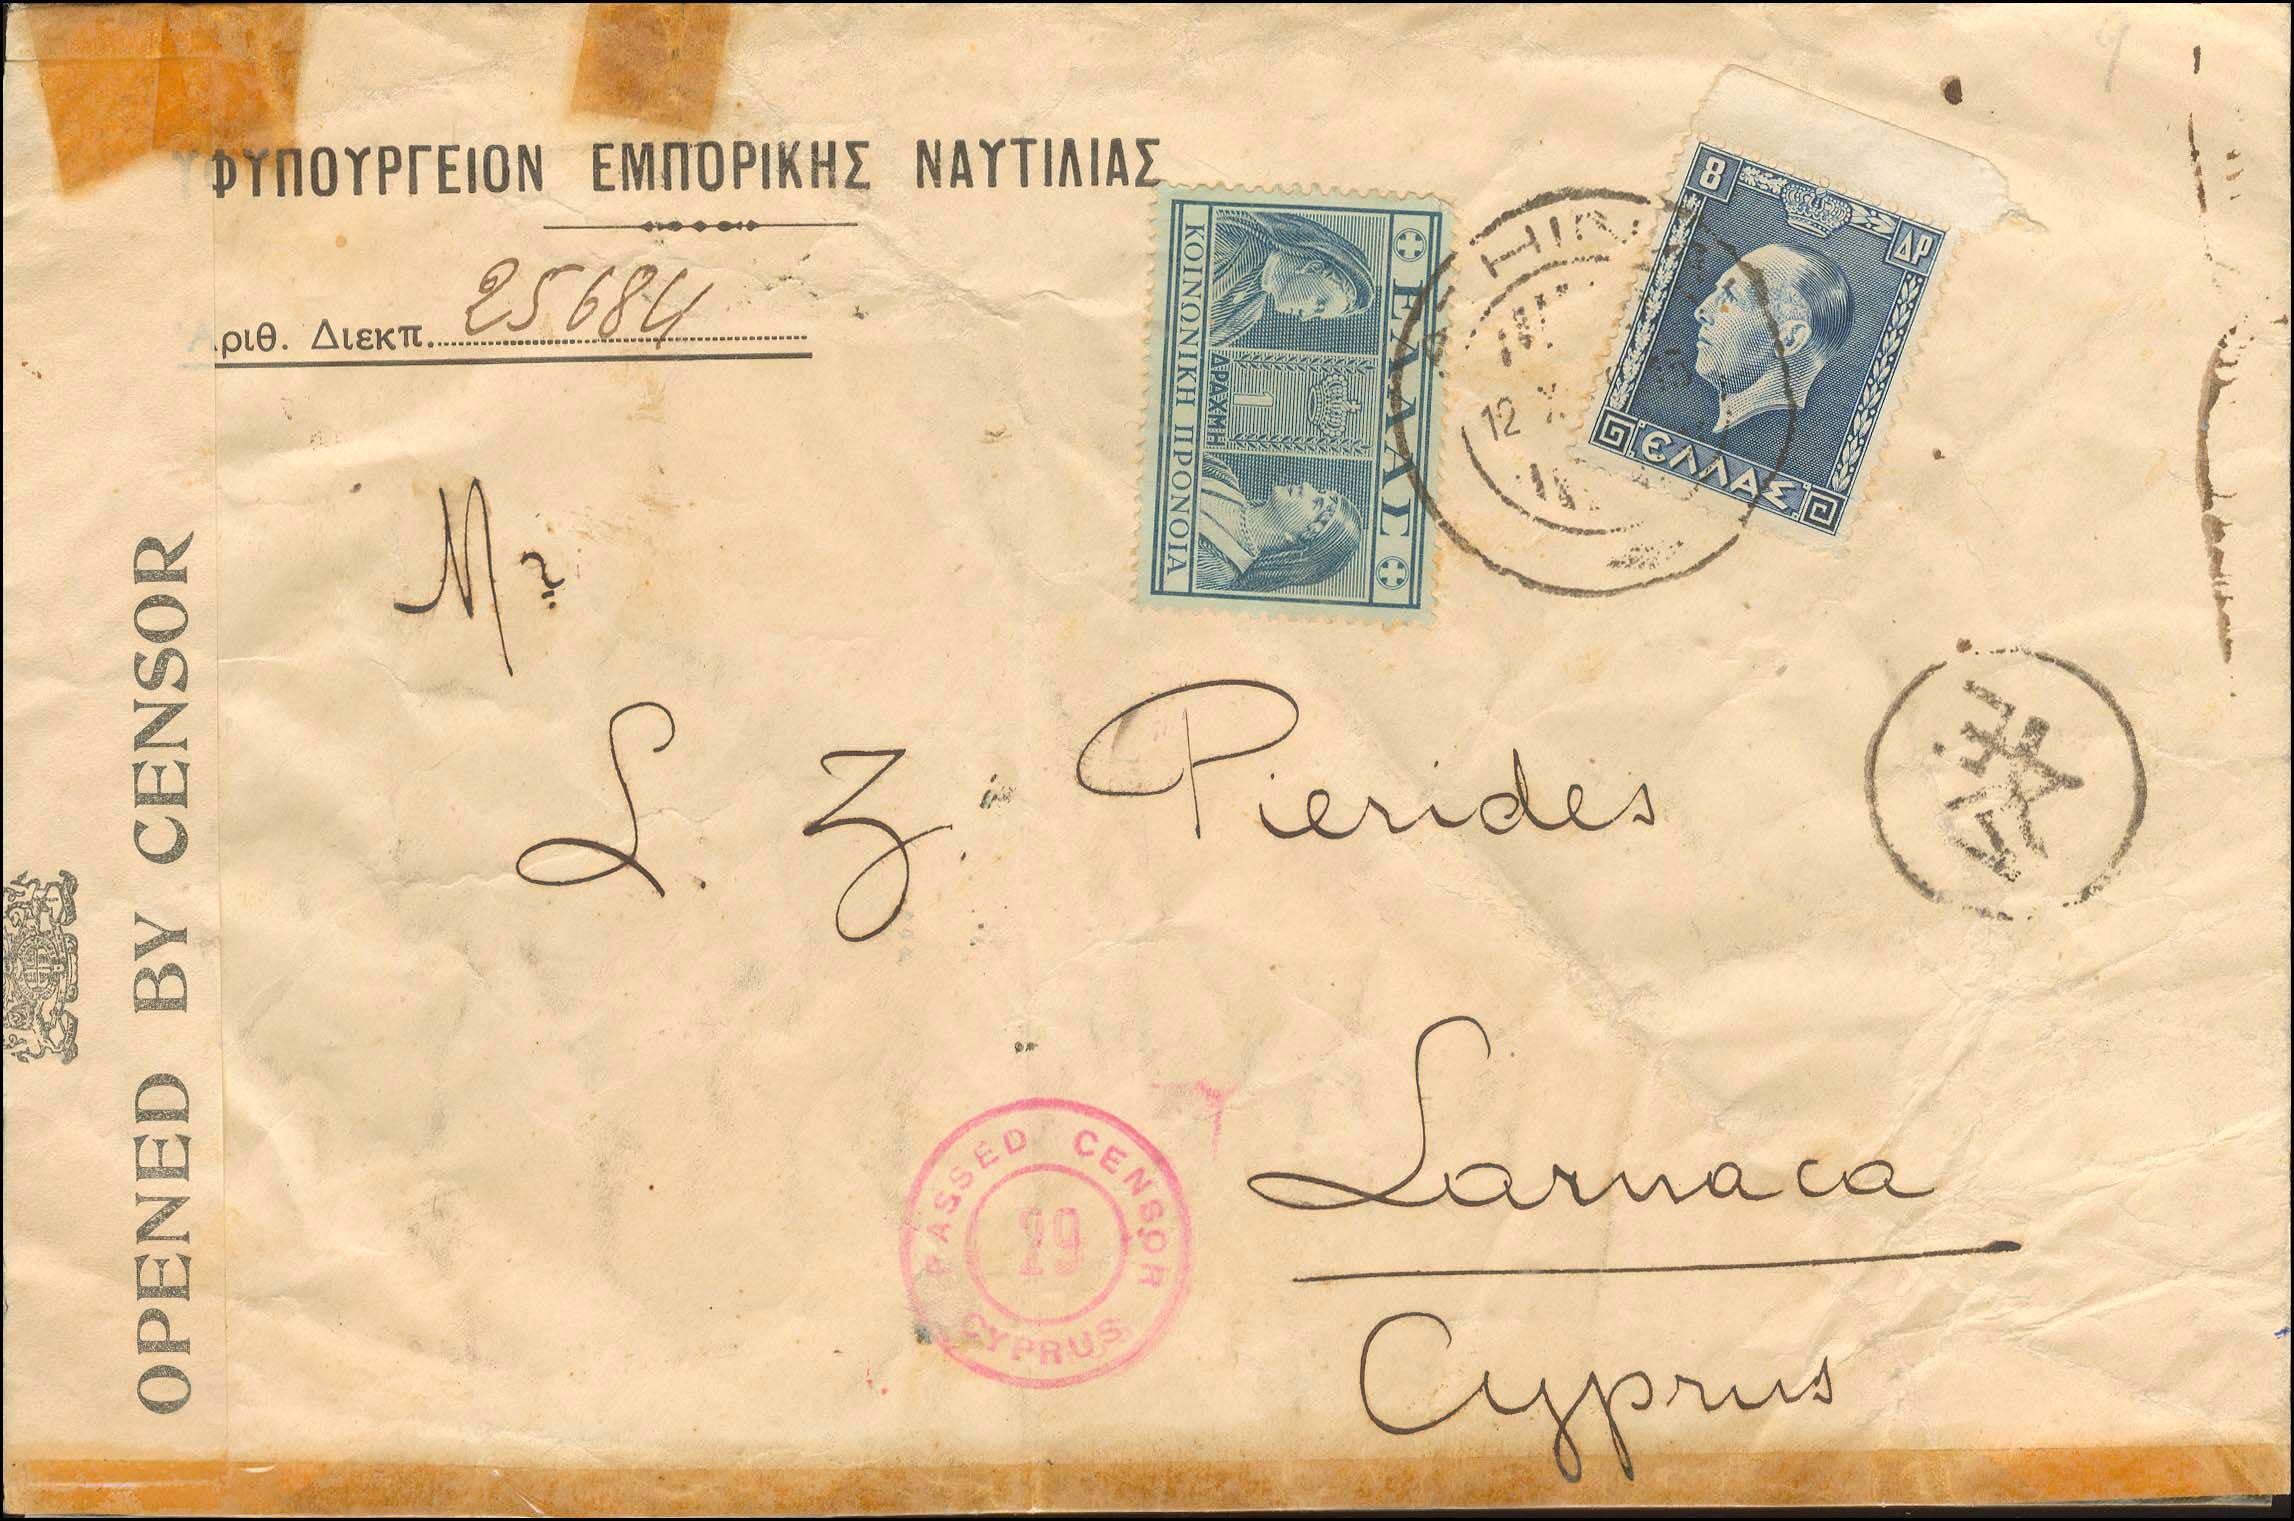 ΥΦΥΠΟΥΡΓΕΙΟΝ ΕΜΠΟΡΙΚΗΣ ΝΑΥΤΙΛΙΑΣ
Ἀριθ. Διεκπ. 25684
8 ΔΡ
ΕΛΛΑΣ
ΕΛΛΑΣ
1
ΔΡΑΧΜΗ
ΚΟΙΝΩΝΙΚΗ ΠΡΟΝΟΙΑ
12 X
Mr
L. Z. Pierides
Larnaca
Cyprus
PASSED CENSOR
29
CYPRUS
OPENED BY CENSOR